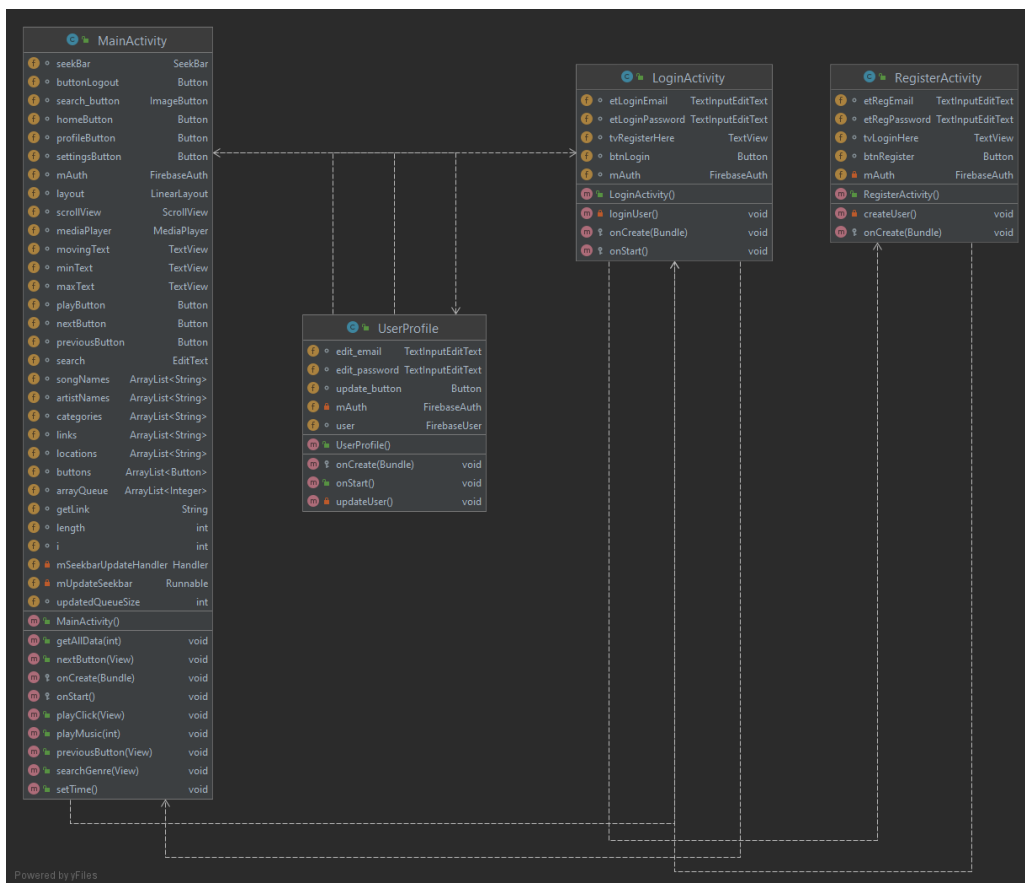 MainActivity
seekBar SeekBar
buttonLogout Button
search_button ImageButton
homeButton Button
profileButton Button
settingsButton Button
mAuth FirebaseAuth
layout LinearLayout
scrollView ScrollView
mediaPlayer MediaPlayer
movingText TextView
minText TextView
maxText TextView
playButton Button
nextButton Button
previousButton Button
search EditText
songNames ArrayList<String>
artistNames ArrayList<String>
categories ArrayList<String>
links ArrayList<String>
locations ArrayList<String>
buttons ArrayList<Button>
arrayQueue ArrayList<Integer>
getLink String
length int
i int
mSeekbarUpdateHandler Handler
mUpdateSeekbar Runnable
updatedQueueSize int
MainActivity()
getAllData(int) void
nextButton(View) void
onCreate(Bundle) void
onStart() void
playClick(View) void
playMusic(int) void
previousButton(View) void
searchGenre(View) void
setTime() void
UserProfile
edit_email TextInputEditText
edit_password TextInputEditText
update_button Button
mAuth FirebaseAuth
user FirebaseUser
UserProfile()
onCreate(Bundle) void
onStart() void
updateUser() void
LoginActivity
etLoginEmail TextInputEditText
etLoginPassword TextInputEditText
tvRegisterHere TextView
btnLogin Button
mAuth FirebaseAuth
LoginActivity()
loginUser() void
onCreate(Bundle) void
onStart() void
RegisterActivity
etRegEmail TextInputEditText
etRegPassword TextInputEditText
tvLoginHere TextView
btnRegister Button
mAuth FirebaseAuth
RegisterActivity()
createUser() void
onCreate(Bundle) void
Powered by yFiles